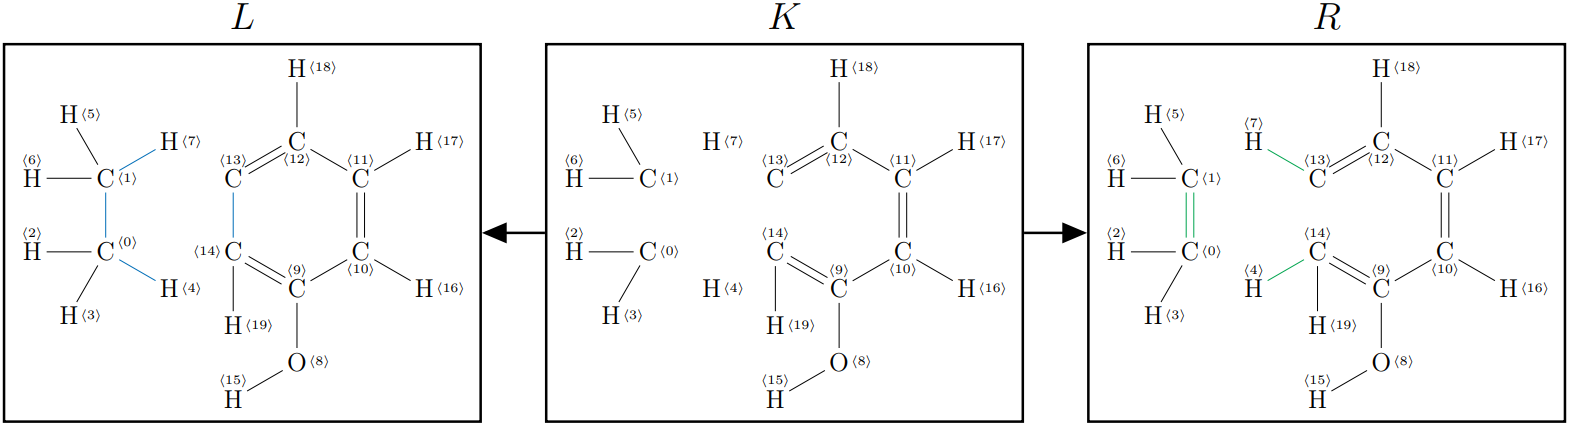 L K R
H ⟨18⟩ H ⟨18⟩ H ⟨18⟩
H ⟨5⟩ H ⟨5⟩ H ⟨5⟩
H ⟨7⟩ C ⟨12⟩ H ⟨17⟩ H ⟨7⟩ C ⟨12⟩ H ⟨17⟩ H ⟨7⟩ C ⟨12⟩ H ⟨17⟩
H ⟨6⟩ C ⟨1⟩ C ⟨13⟩ C ⟨11⟩ H ⟨6⟩ C ⟨1⟩ C ⟨13⟩ C ⟨11⟩ H ⟨6⟩ C ⟨1⟩ C ⟨13⟩ C ⟨11⟩
H ⟨2⟩ C ⟨0⟩ C ⟨14⟩ C ⟨10⟩ H ⟨2⟩ C ⟨0⟩ C ⟨14⟩ C ⟨10⟩ H ⟨2⟩ C ⟨0⟩ C ⟨14⟩ C ⟨10⟩
H ⟨4⟩ C ⟨9⟩ H ⟨16⟩ H ⟨4⟩ C ⟨9⟩ H ⟨16⟩ H ⟨4⟩ C ⟨9⟩ H ⟨16⟩
H ⟨3⟩ H ⟨19⟩ H ⟨3⟩ H ⟨19⟩ H ⟨3⟩ H ⟨19⟩
O ⟨8⟩ O ⟨8⟩ O ⟨8⟩
H ⟨15⟩ H ⟨15⟩ H ⟨15⟩